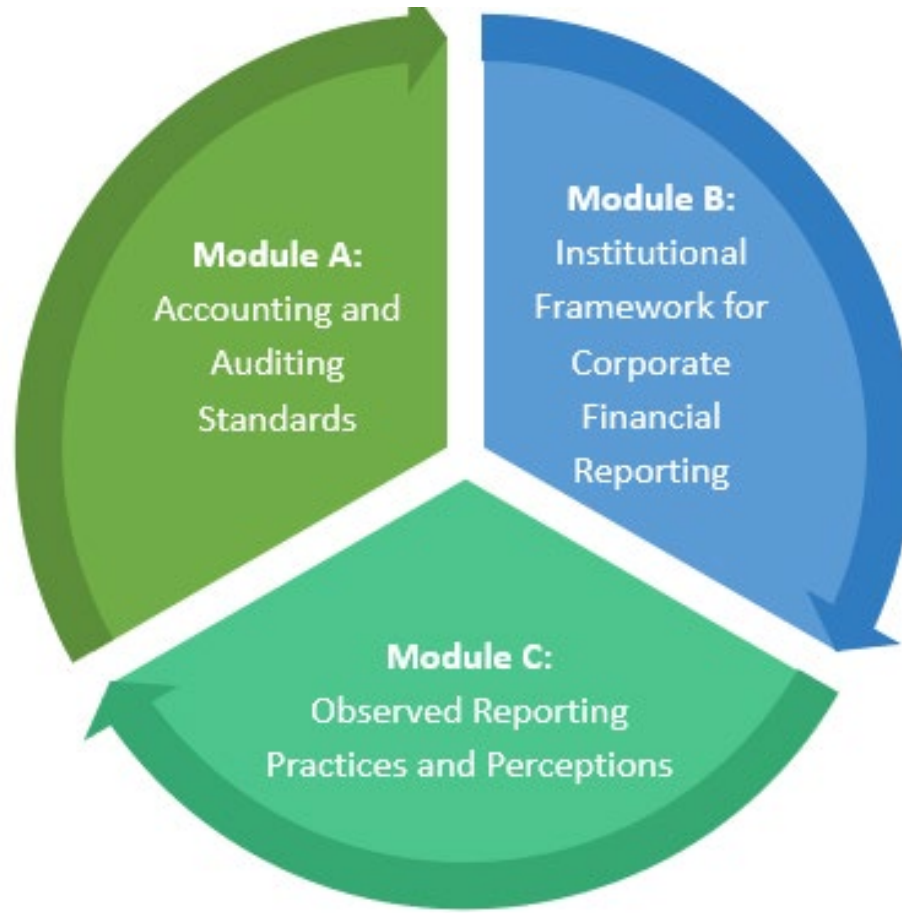 Module A:
Accounting and
Auditing
Standards
Module B:
Institutional
Framework for
Corporate
Financial
Reporting
Module C:
Observed Reporting
Practices and Perceptions